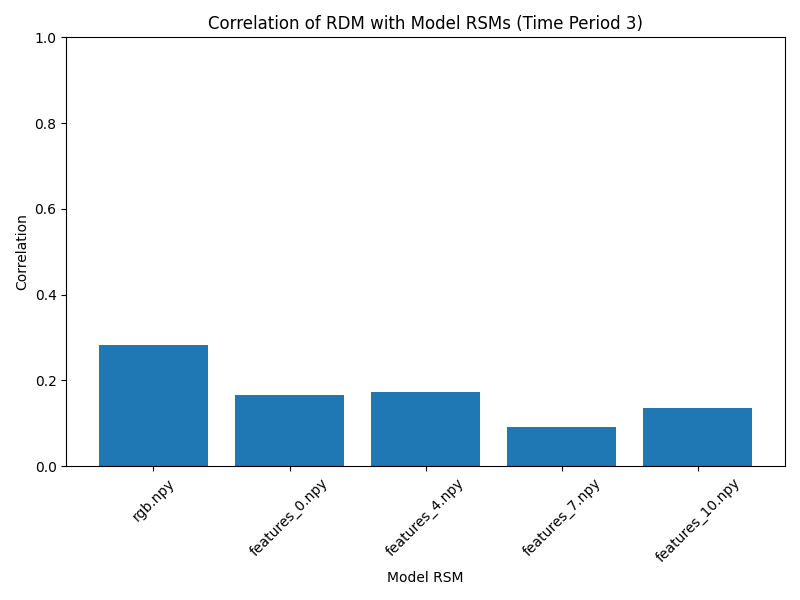 Correlation of RDM with Model RSMs (Time Period 3)
1.0
0.8
0.6
0.4
0.2
0.0
Correlation
rgb.npy
features_0.npy
features_4.npy
features_7.npy
features_10.npy
Model RSM